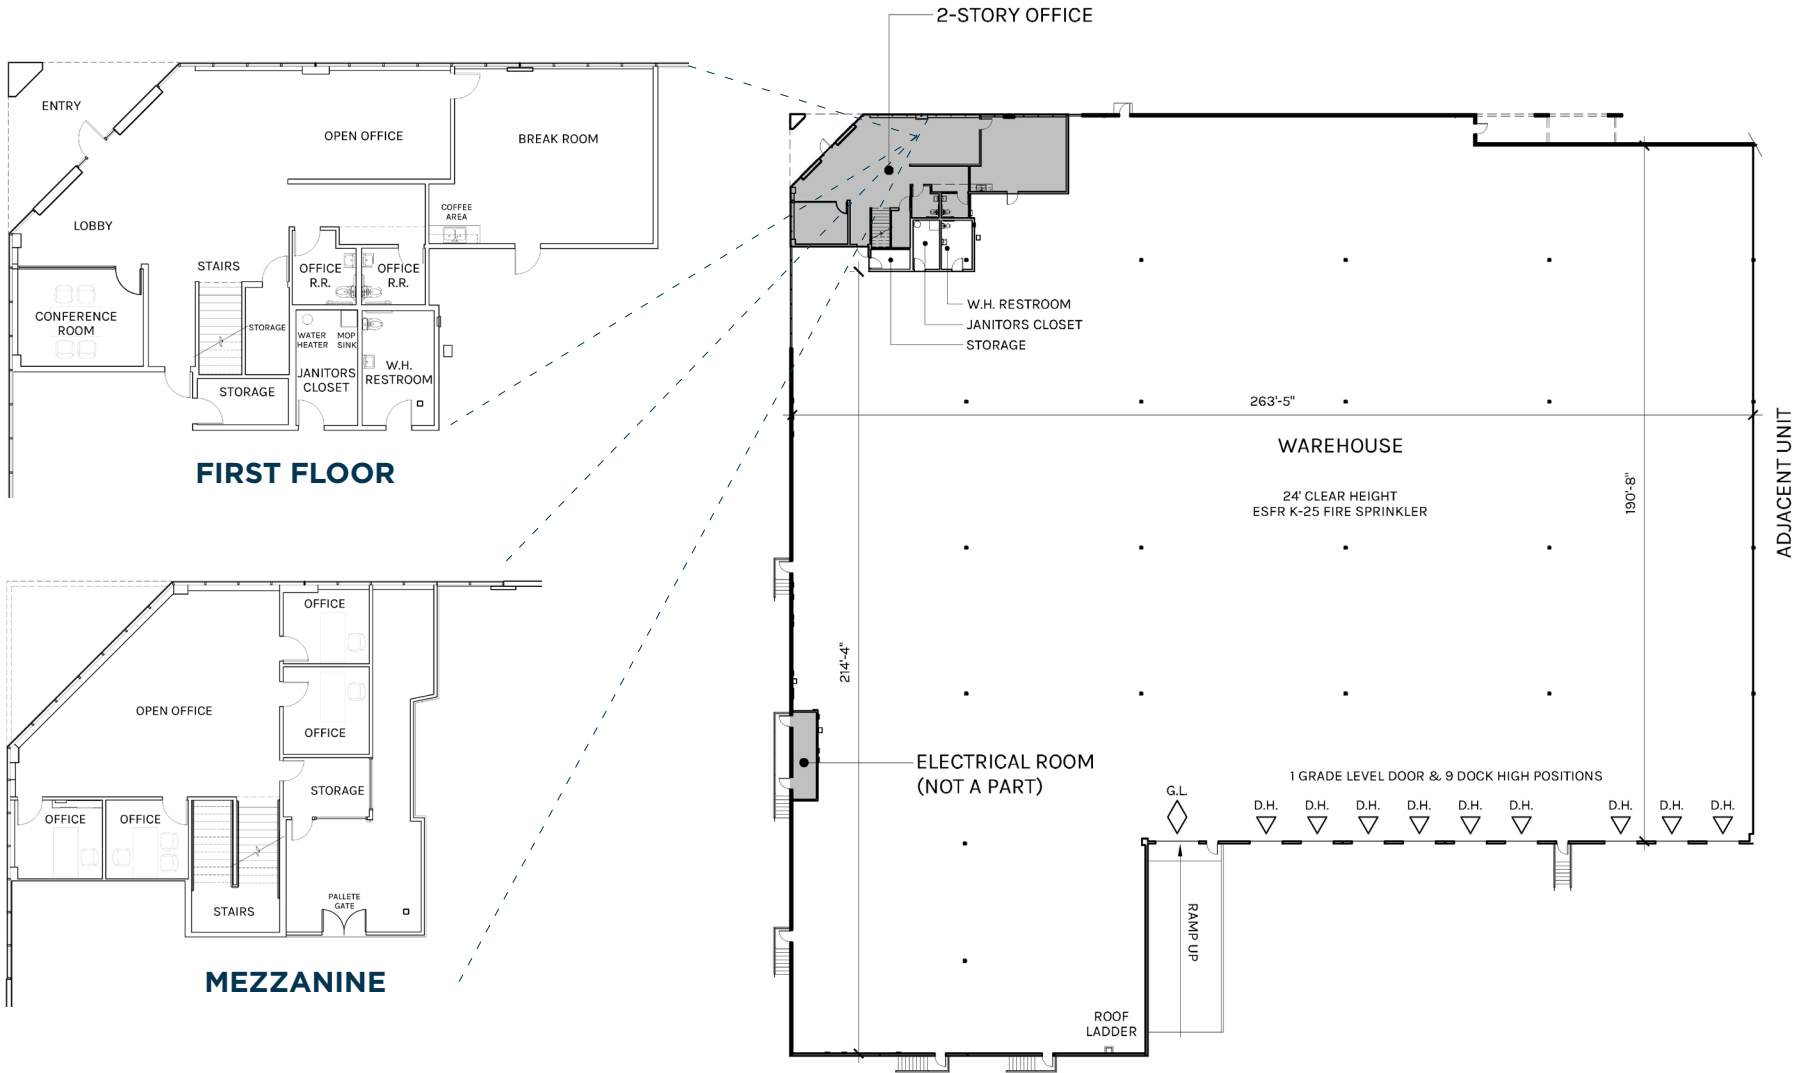 2-STORY OFFICE
ENTRY
OPEN OFFICE
BREAK ROOM
LOBBY
COFFEE
AREA
STAIRS
OFFICE
R.R.
OFFICE
R.R.
CONFERENCE
ROOM
STORAGE
WATER
HEATER
MOP
SINK
JANITORS
CLOSET
W.H.
RESTROOM
STORAGE
FIRST FLOOR
OFFICE
OFFICE
OPEN OFFICE
STORAGE
OFFICE
OFFICE
STAIRS
PALLETE
GATE
MEZZANINE
W.H. RESTROOM
JANITORS CLOSET
STORAGE
263'-5"
WAREHOUSE
24' CLEAR HEIGHT
ESFR K-25 FIRE SPRINKLER
190'-8"
ADJACENT UNIT
214'-4"
ELECTRICAL ROOM
(NOT A PART)
1 GRADE LEVEL DOOR & 9 DOCK HIGH POSITIONS
G.L.
D.H.
D.H.
D.H.
D.H.
D.H.
D.H.
D.H.
D.H.
D.H.
RAMP UP
ROOF
LADDER